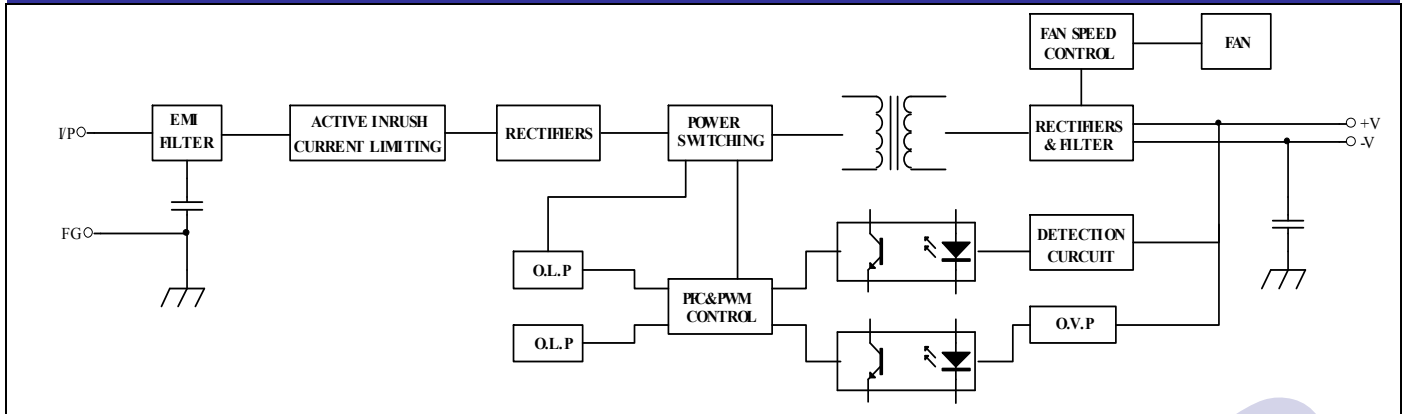 FAN SPEED
CONTROL
FAN
I/P
EMI
FILTER
ACTIVE INRUSH
CURRENT LIMITING
RECTIFIERS
POWER
SWITCHING
RECTIFIERS
& FILTER
+V
-V
FG
O.L.P
PFC&PWM
CONTROL
DETECTION
CURCUIT
O.L.P
O.V.P